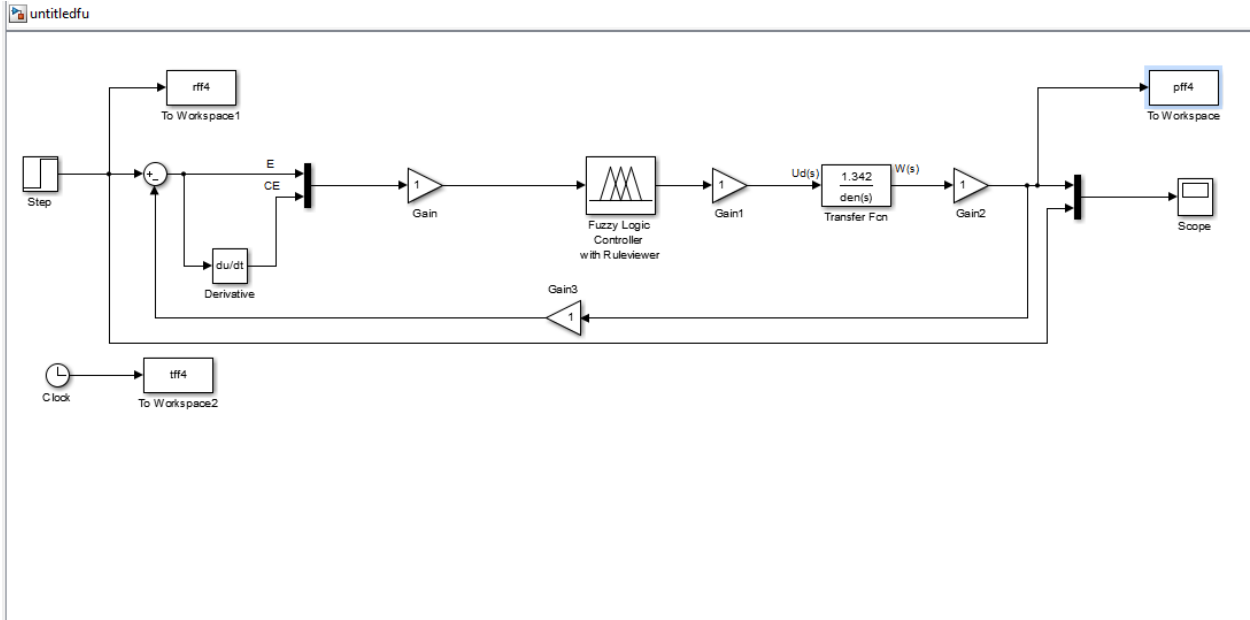 untitledfu
rff4
To Workspace1
pff4
To Workspace
Step
+
-
E
CE
1
Gain
Fuzzy Logic
Controller
with Ruleviewer
1
Gain1
Ud(s)
1.342
den(s)
Transfer Fcn
W(s)
1
Gain2
Scope
du/dt
Derivative
Gain3
1
Clock
tff4
To Workspace2